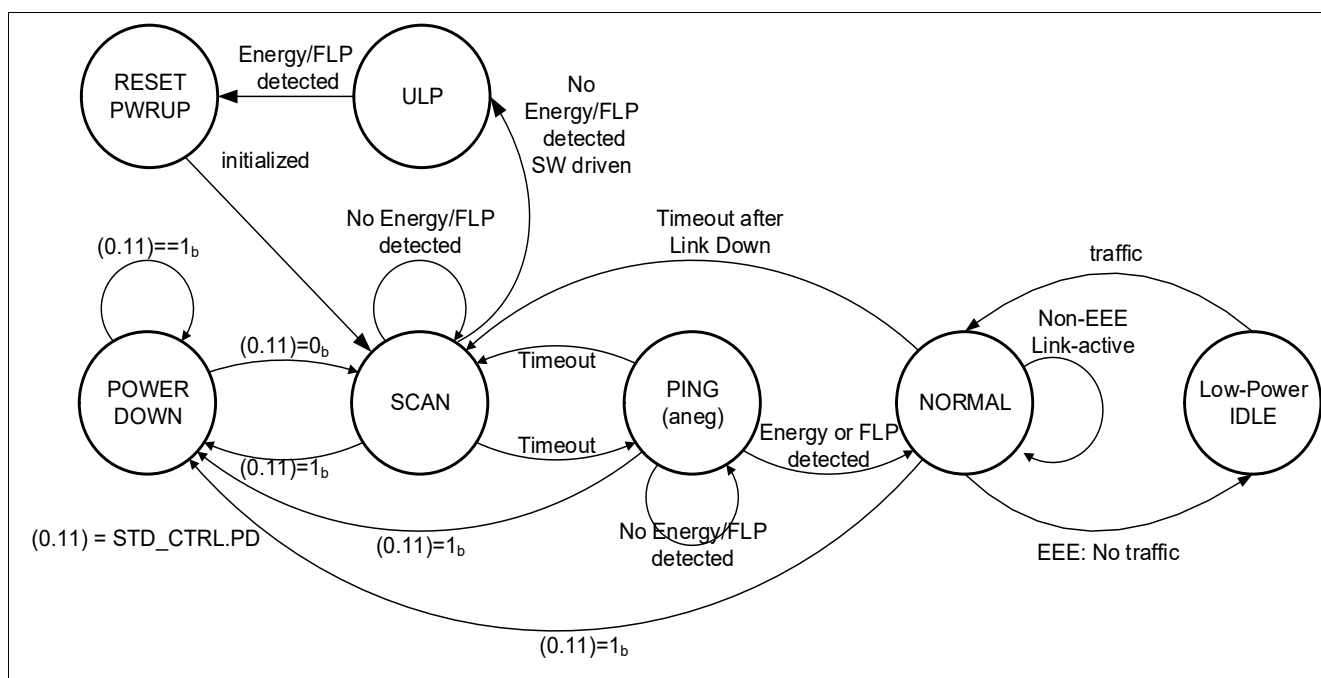 RESET
PWRUP
Energy/FLP
detected
ULP
No
Energy/FLP
detected
SW driven
initialized
No Energy/FLP
detected
Timeout after
Link Down
traffic
(0.11)==1b
Non-EEE
Link-active
(0.11)=0b
Timeout
POWER
DOWN
SCAN
PING
(aneg)
NORMAL
Low-Power
IDLE
Energy or FLP
detected
Timeout
(0.11)=1b
(0.11) = STD_CTRL.PD
(0.11)=1b
No Energy/FLP
detected
EEE: No traffic
(0.11)=1b